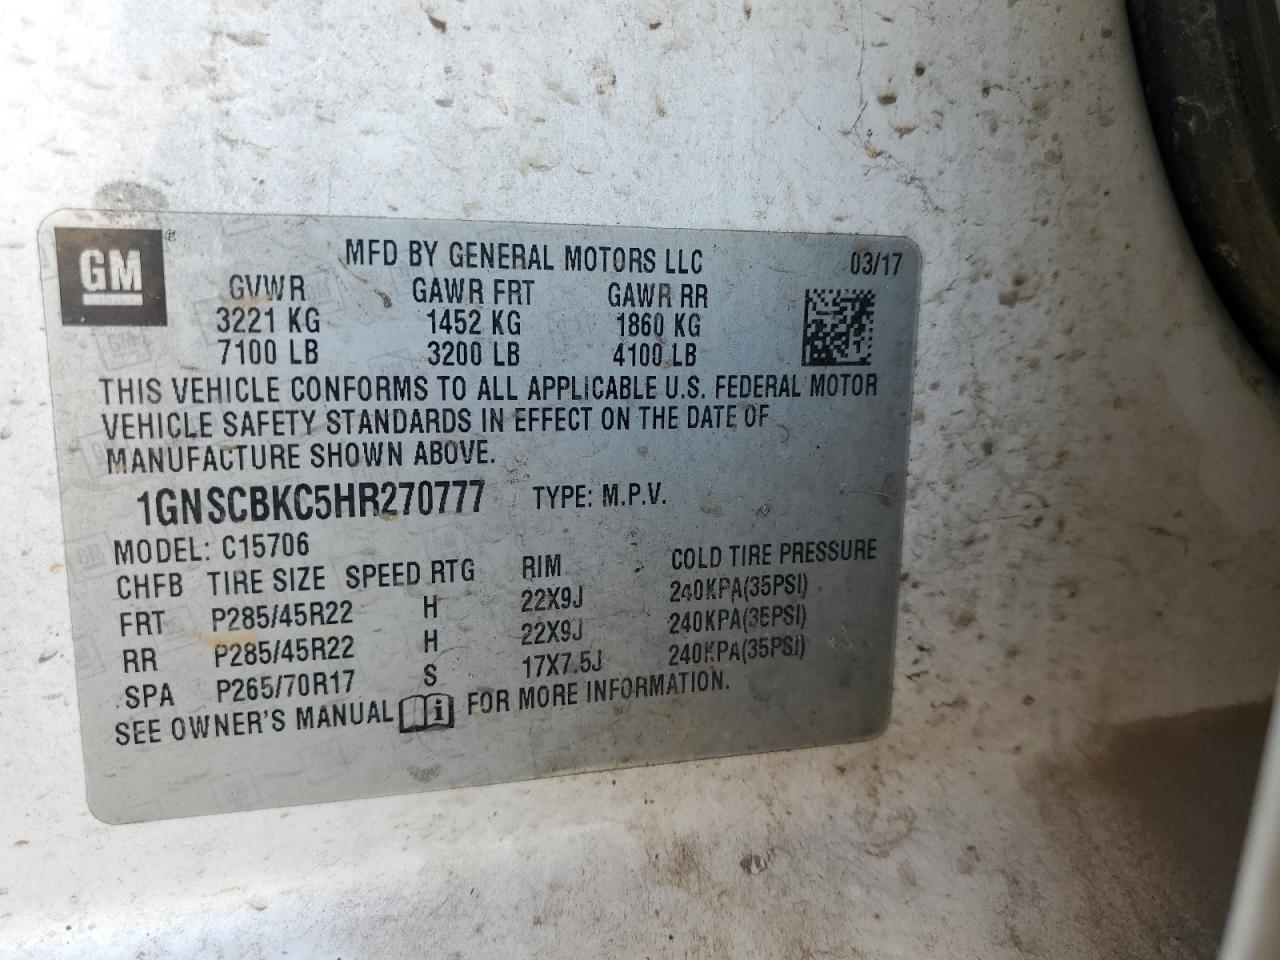 GM®
MFD BY GENERAL MOTORS LLC 03/17
GVWR GAWR FRT GAWR RR
3221 KG 1452 KG 1860 KG
7100 LB 3200 LB 4100 LB
THIS VEHICLE CONFORMS TO ALL APPLICABLE U.S. FEDERAL MOTOR
VEHICLE SAFETY STANDARDS IN EFFECT ON THE DATE OF
MANUFACTURE SHOWN ABOVE.
1GNSCBKC5HR270777 TYPE: M.P.V.
MODEL: C15706
CHFB TIRE SIZE SPEED RTG RIM COLD TIRE PRESSURE
FRT P285/45R22 H 22X9J 240KPA(35PSI)
RR P285/45R22 H 22X9J 240KPA(35PSI)
SPA P265/70R17 S 17X7.5J 240KPA(35PSI)
SEE OWNER'S MANUAL i FOR MORE INFORMATION.